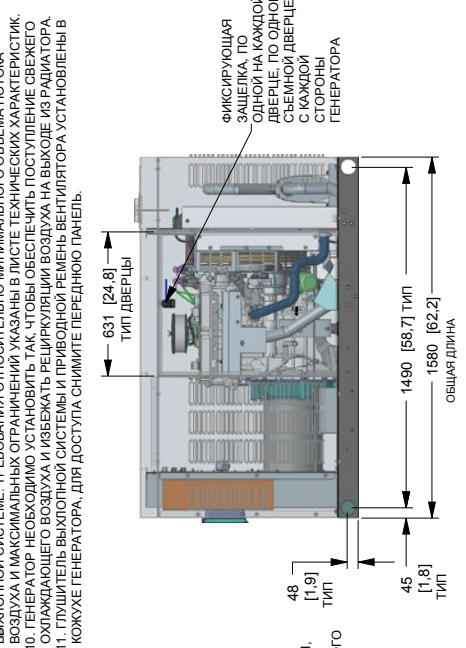 ВЫХЛОПНОЙ СИСТЕМЕ. ТРЕБОВАНИЯ ОТНОСИТЕЛЬНО МИНИМАЛЬНОГО ОБЪЕМА ПОТОКА
ВОЗДУХА И МАКСИМАЛЬНЫХ ОГРАНИЧЕНИЙ УКАЗАНЫ В ЛИСТЕ ТЕХНИЧЕСКИХ ХАРАКТЕРИСТИК.
10. ГЕНЕРАТОР НЕОБХОДИМО УСТАНОВИТЬ ТАК, ЧТОБЫ ОБЕСПЕЧИТЬ ПОСТУПЛЕНИЕ СВЕЖЕГО
ОХЛАЖДАЮЩЕГО ВОЗДУХА И ИЗБЕЖАТЬ РЕЦИРКУЛЯЦИИ ВОЗДУХА НА ВЫХОДЕ ИЗ РАДИАТОРА.
11. ГЛУШИТЕЛЬ ВЫХЛОПНОЙ СИСТЕМЫ И ПРИВОДНОЙ РЕМЕНЬ ВЕНТИЛЯТОРА УСТАНОВЛЕНЫ В
КОЖУХЕ ГЕНЕРАТОРА, ДЛЯ ДОСТУПА СНИМИТЕ ПЕРЕДНЮЮ ПАНЕЛЬ.
631 [24,8]
ТИП ДВЕРЦЫ
ФИКСИРУЮЩАЯ
ЗАЩЕЛКА, ПО
ОДНОЙ НА КАЖДОЙ
ДВЕРЦЕ, ПО ОДНОЙ
СЪЕМНОЙ ДВЕРЦЕ
С КАЖДОЙ
СТОРОНЫ
ГЕНЕРАТОРА
48
[1,9]
ТИП
45
[1,8]
ТИП
1490 [58,7] ТИП
1580 [62,2]
ОБЩАЯ ДЛИНА